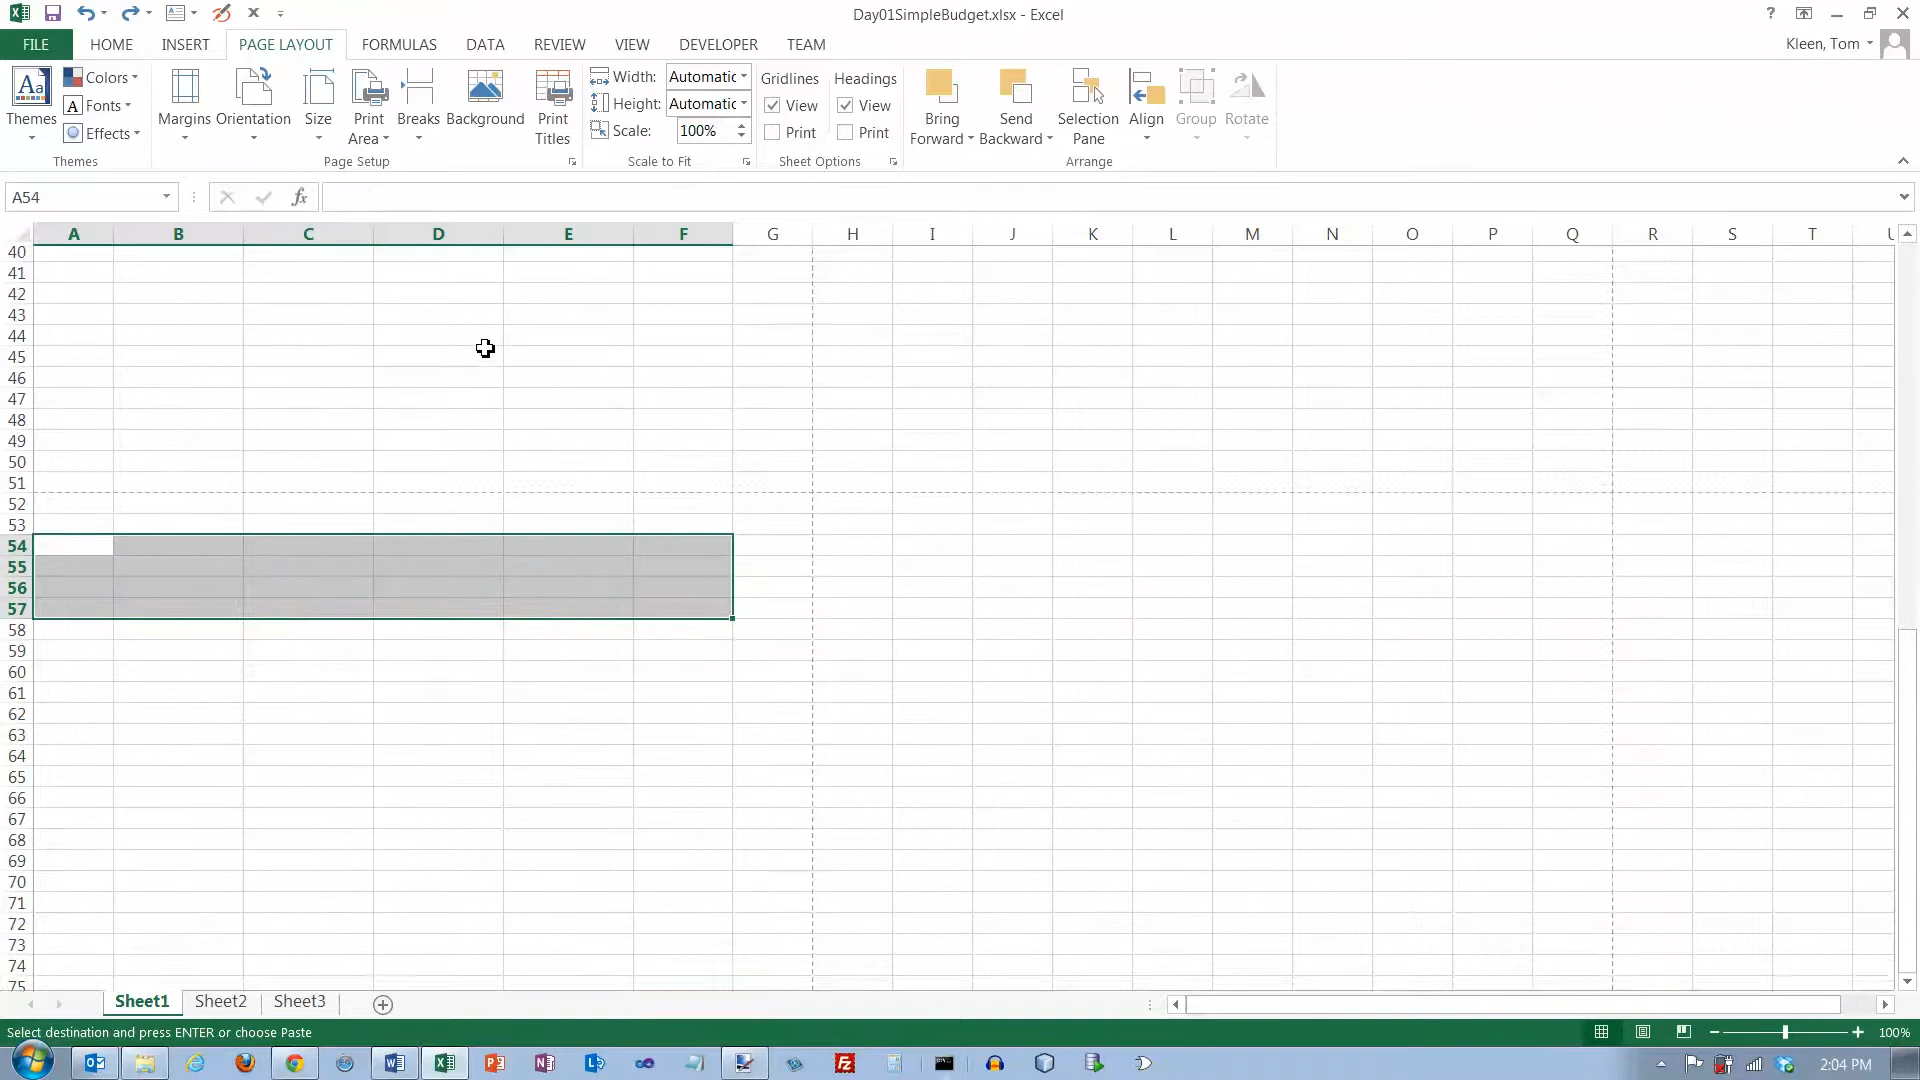 Day01SimpleBudget.xlsx - Excel
?
FILE HOME INSERT PAGE LAYOUT FORMULAS DATA REVIEW VIEW DEVELOPER TEAM Kleen, Tom
Aa Themes
Colors
A Fonts
Effects
Themes
Margins Orientation Size Print Area Breaks Background Print Titles
Page Setup
Width: Automatic
Height: Automatic
Scale: 100%
Scale to Fit
Gridlines Headings
View View
Print Print
Sheet Options
Bring Forward Send Backward Selection Pane Align Group Rotate
Arrange
A54 fx
A B C D E F G H I J K L M N O P Q R S T U
40
41
42
43
44
45
46
47
48
49
50
51
52
53
54
55
56
57
58
59
60
61
62
63
64
65
66
67
68
69
70
71
72
73
74
75
Sheet1 Sheet2 Sheet3
Select destination and press ENTER or choose Paste 100%
2:04 PM